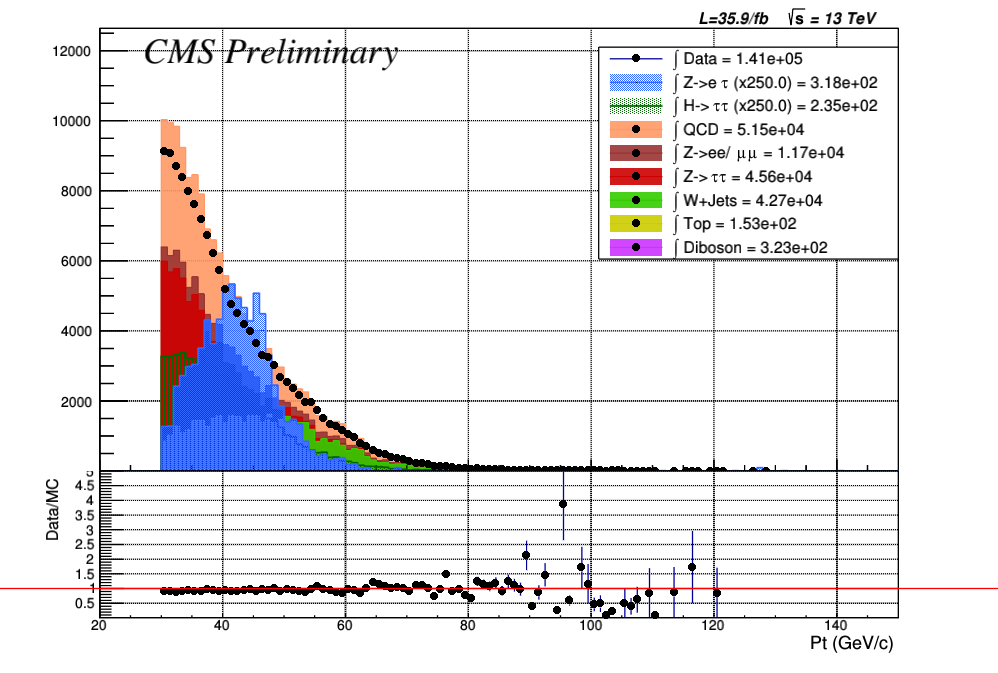 L=35.9/fb √s = 13 TeV
CMS Preliminary
12000
10000
8000
6000
4000
2000
∫ Data = 1.41e+05
∫ Z->e τ (x250.0) = 3.18e+02
∫ H-> ττ (x250.0) = 2.35e+02
∫ QCD = 5.15e+04
∫ Z->ee/ μμ = 1.17e+04
∫ Z-> ττ = 4.56e+04
∫ W+Jets = 4.27e+04
∫ Top = 1.53e+02
∫ Diboson = 3.23e+02
Data/MC
5
4.5
4
3.5
3
2.5
2
1.5
1
0.5
20 40 60 80 100 120 140
Pt (GeV/c)